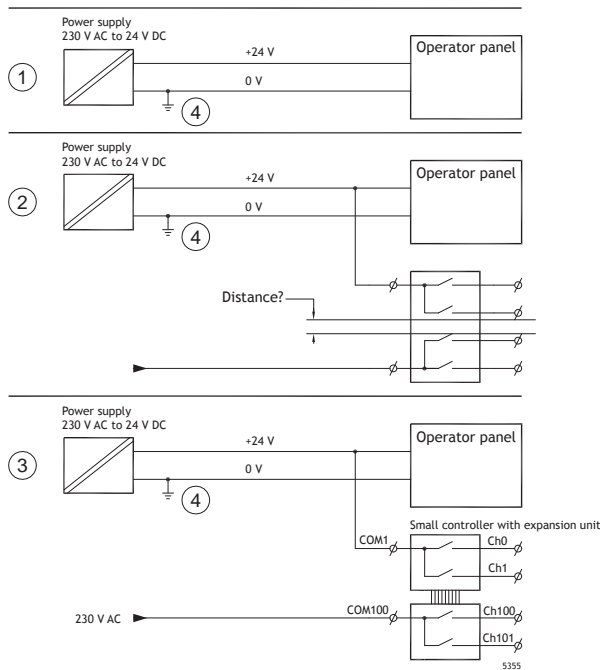 Power supply
230 V AC to 24 V DC
+24 V
Operator panel
1
0 V
4
Power supply
230 V AC to 24 V DC
+24 V
Operator panel
2
0 V
4
Distance?
Power supply
230 V AC to 24 V DC
+24 V
Operator panel
3
0 V
4
Small controller with expansion unit
COM1
Ch0
Ch1
230 V AC
COM100
Ch100
Ch101
5355